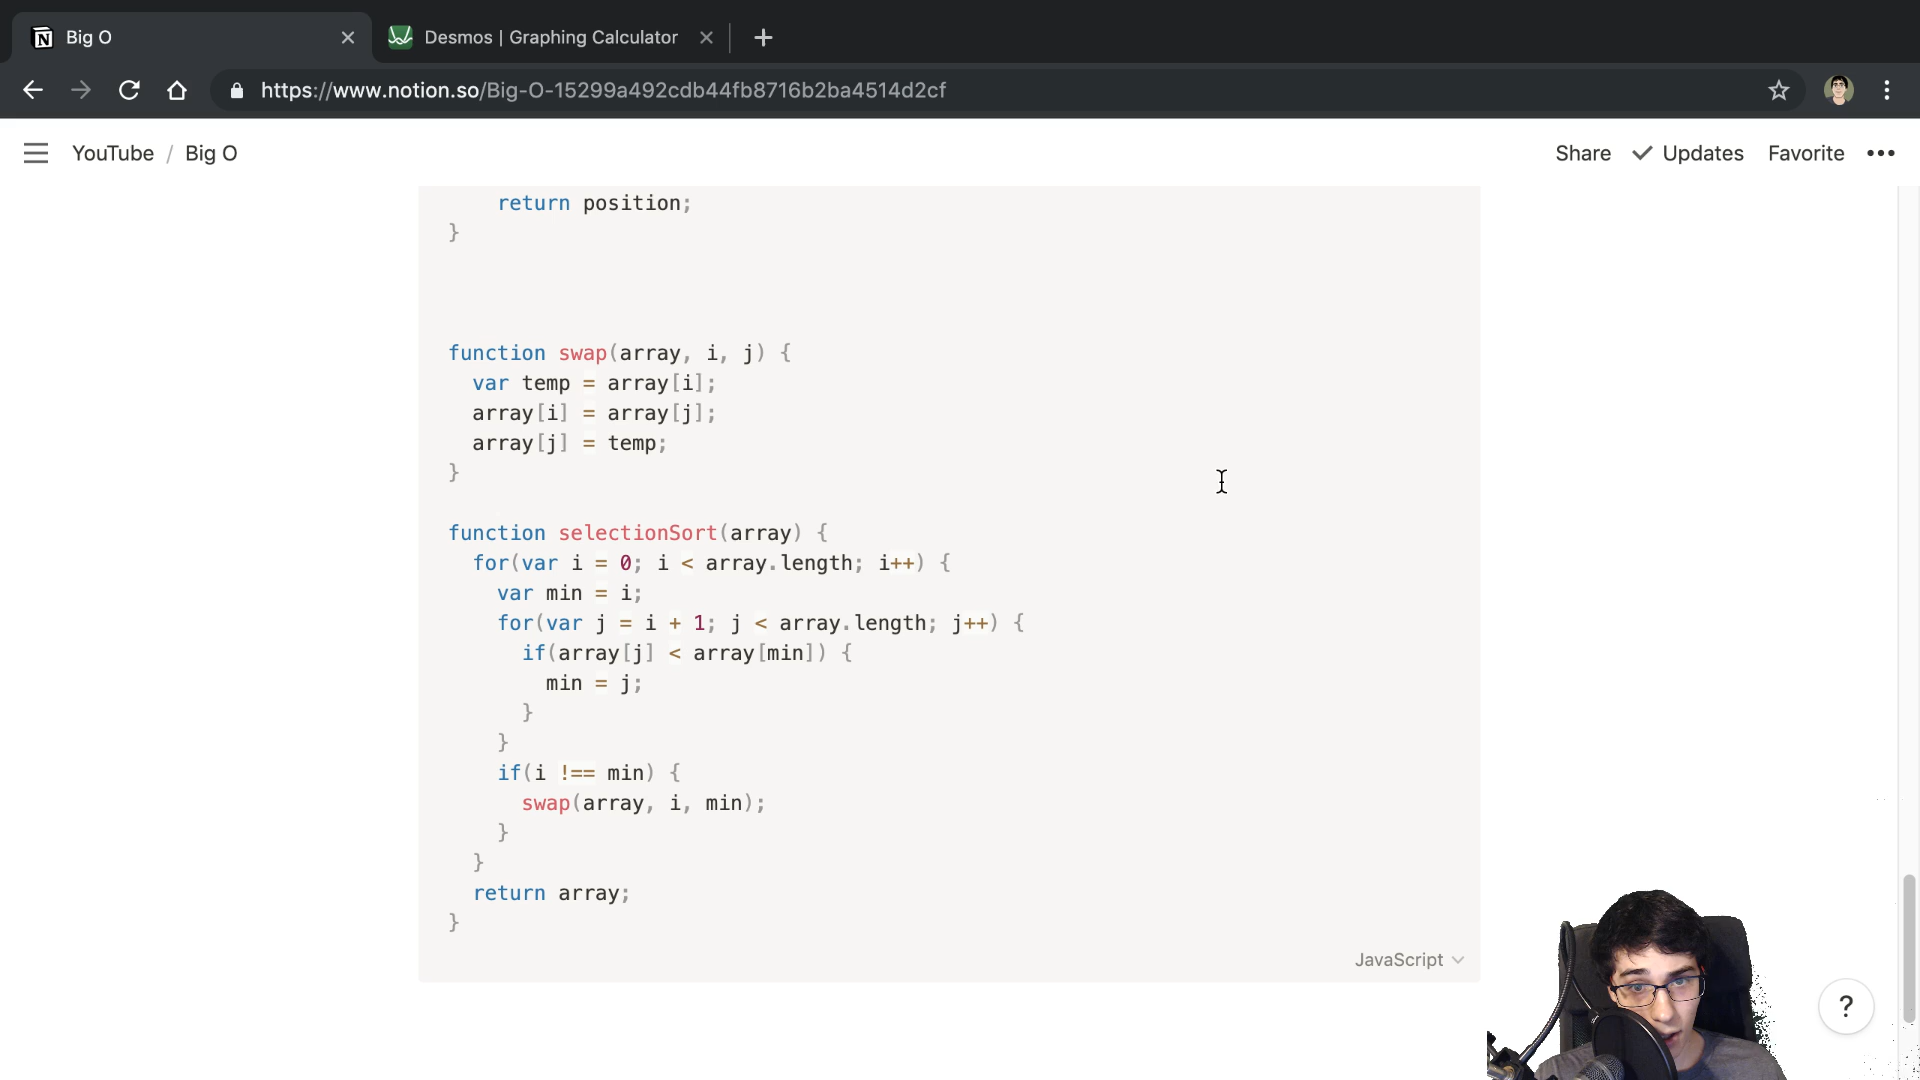 Big O
Desmos | Graphing Calculator
https://www.notion.so/Big-O-15299a492cdb44fb8716b2ba4514d2cf
YouTube / Big O
Share Updates Favorite
return position;
}
function swap(array, i, j) {
var temp = array[i];
array[i] = array[j];
array[j] = temp;
}
function selectionSort(array) {
for(var i = 0; i < array.length; i++) {
var min = i;
for(var j = i + 1; j < array.length; j++) {
if(array[j] < array[min]) {
min = j;
}
}
if(i !== min) {
swap(array, i, min);
}
}
return array;
}
JavaScript
?